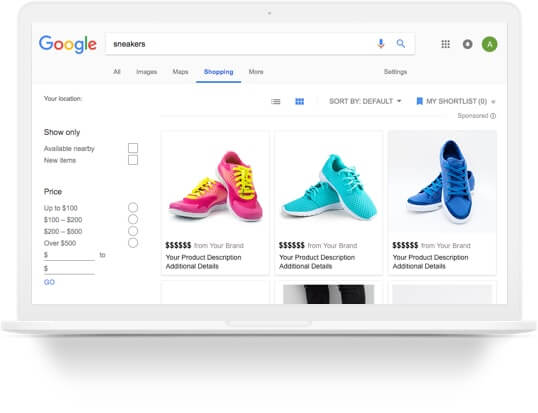 Google
sneakers
A
All Images Maps Shopping More Settings
Your location:
SORT BY: DEFAULT MY SHORTLIST (0)
Sponsored
Show only
Available nearby
New items
Price
Up to $100
$100 – $200
$200 – $500
Over $500
$ to
$
GO
$$$$$$ from Your Brand
Your Product Description
Additional Details
$$$$$$ from Your Brand
Your Product Description
Additional Details
$$$$$$ from Your Brand
Your Product Description
Additional Details